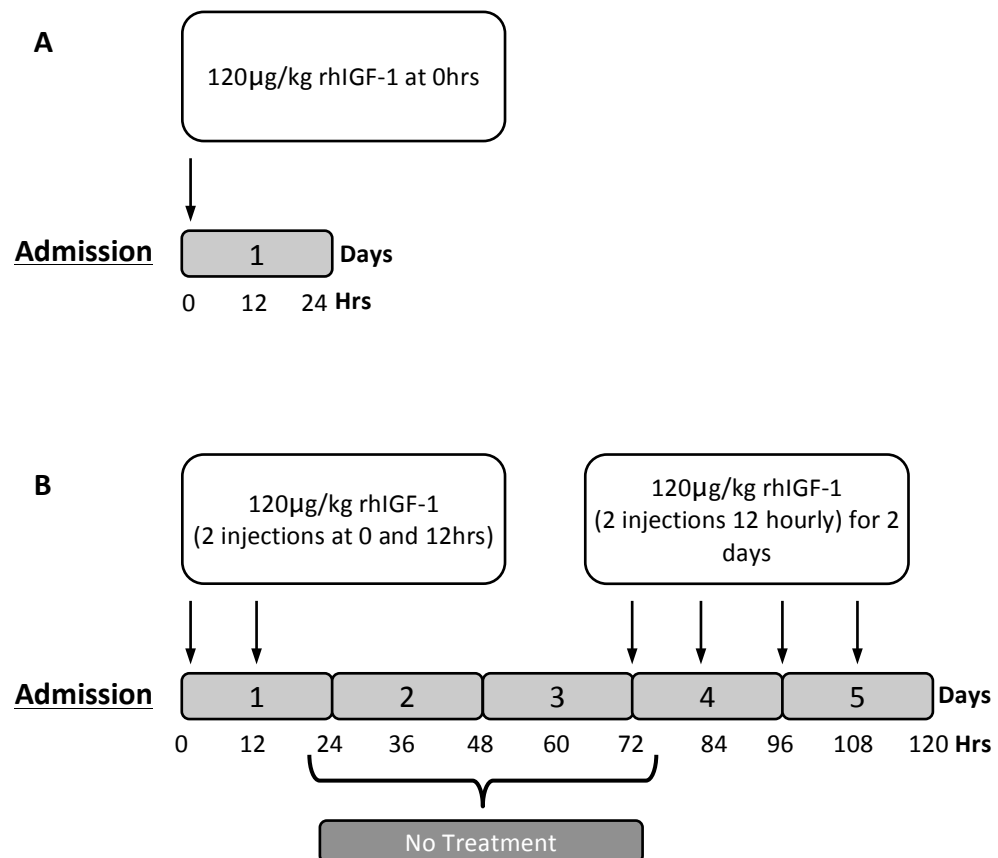 A
120µg/kg rhIGF-1 at 0hrs
Admission 1 Days
0 12 24 Hrs
B
120µg/kg rhIGF-1
(2 injections at 0 and 12hrs)
120µg/kg rhIGF-1
(2 injections 12 hourly) for 2
days
Admission 1 2 3 4 5 Days
0 12 24 36 48 60 72 84 96 108 120 Hrs
No Treatment